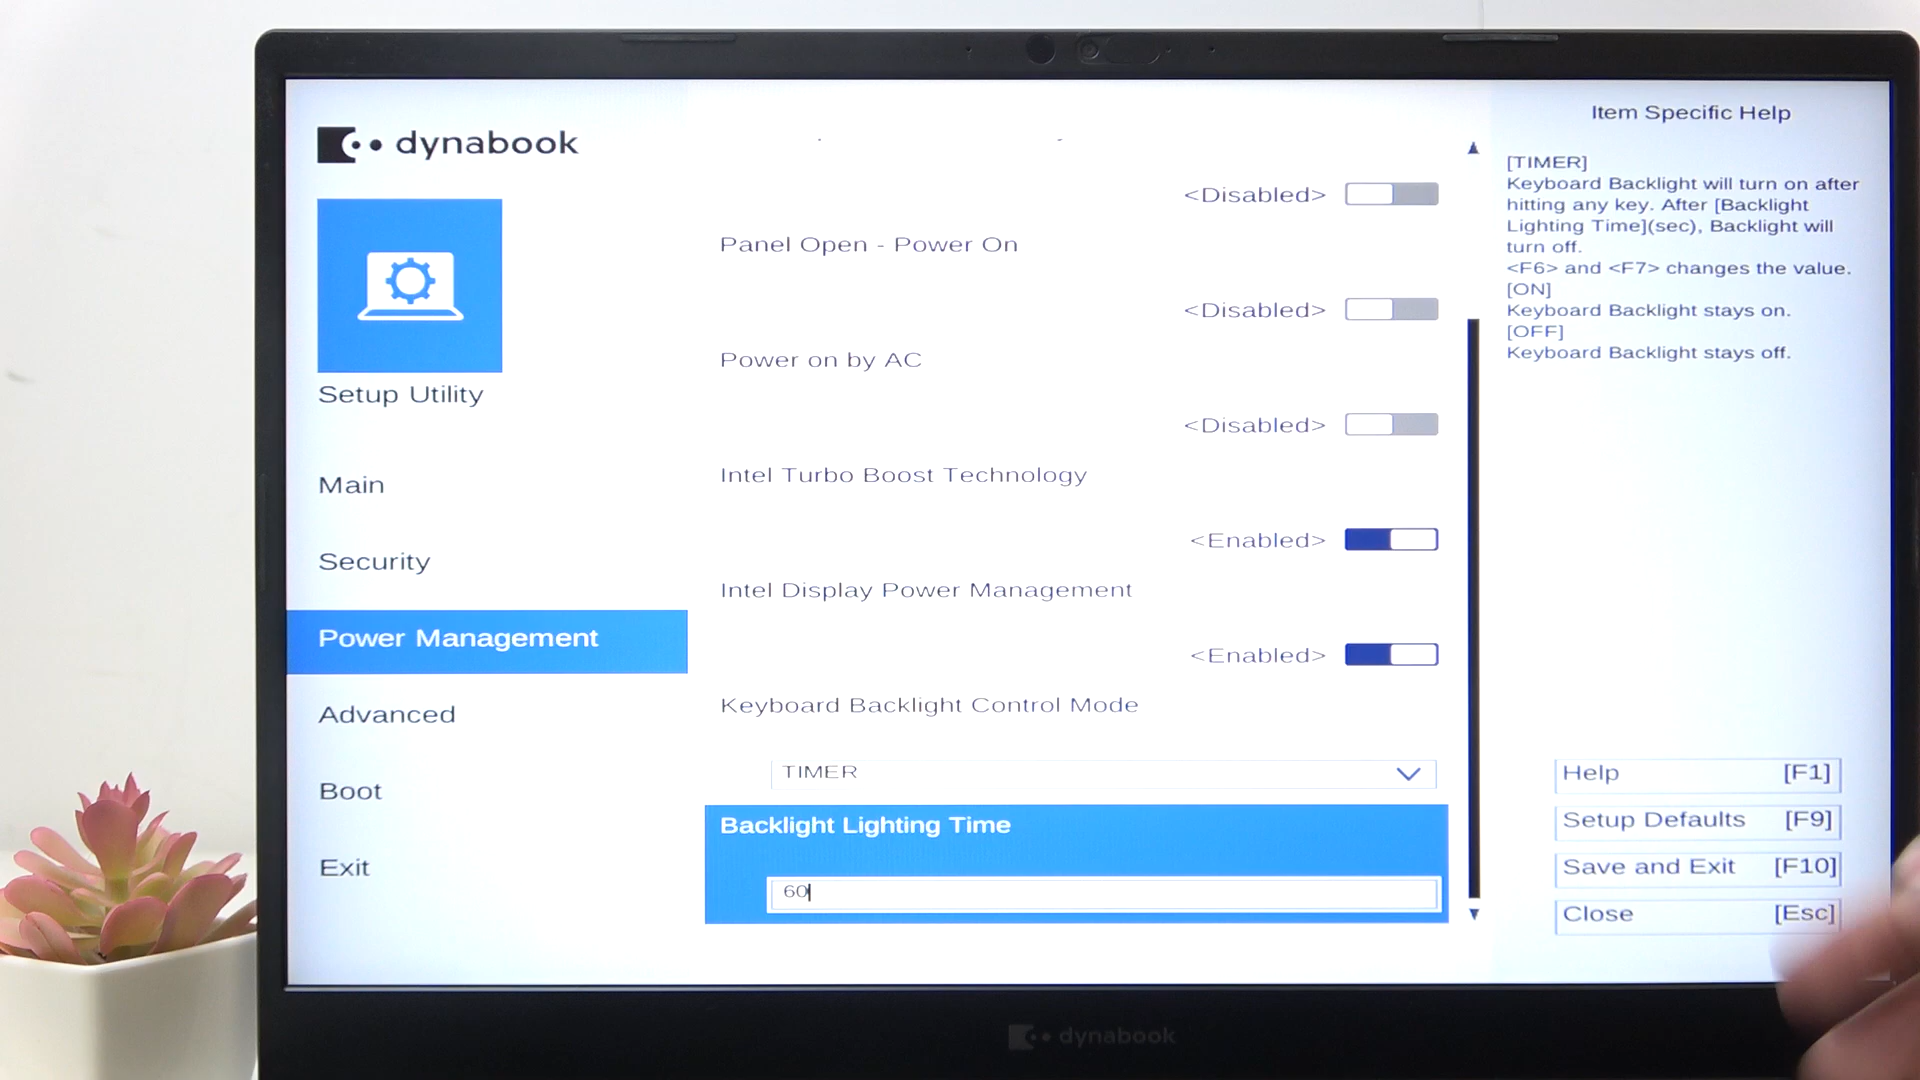 dynabook
Setup Utility
Main
Security
Power Management
Advanced
Boot
Exit
<Disabled>
Panel Open - Power On
<Disabled>
Power on by AC
<Disabled>
Intel Turbo Boost Technology
<Enabled>
Intel Display Power Management
<Enabled>
Keyboard Backlight Control Mode
TIMER
Backlight Lighting Time
60
Item Specific Help
[TIMER]
Keyboard Backlight will turn on after
hitting any key. After [Backlight
Lighting Time](sec), Backlight will
turn off.
<F6> and <F7> changes the value.
[ON]
Keyboard Backlight stays on.
[OFF]
Keyboard Backlight stays off.
Help [F1]
Setup Defaults [F9]
Save and Exit [F10]
Close [Esc]
dynabook